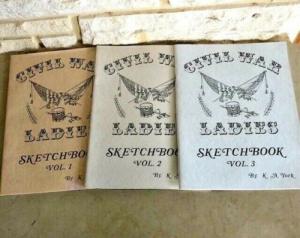 CIVIL WAR
LADIES
SKETCHBOOK
VOL. 1
By K.
CIVIL WAR
LADIES
SKETCHBOOK
VOL. 2
By K.
CIVIL WAR
LADIES
SKETCHBOOK
VOL. 3
By K. A. York